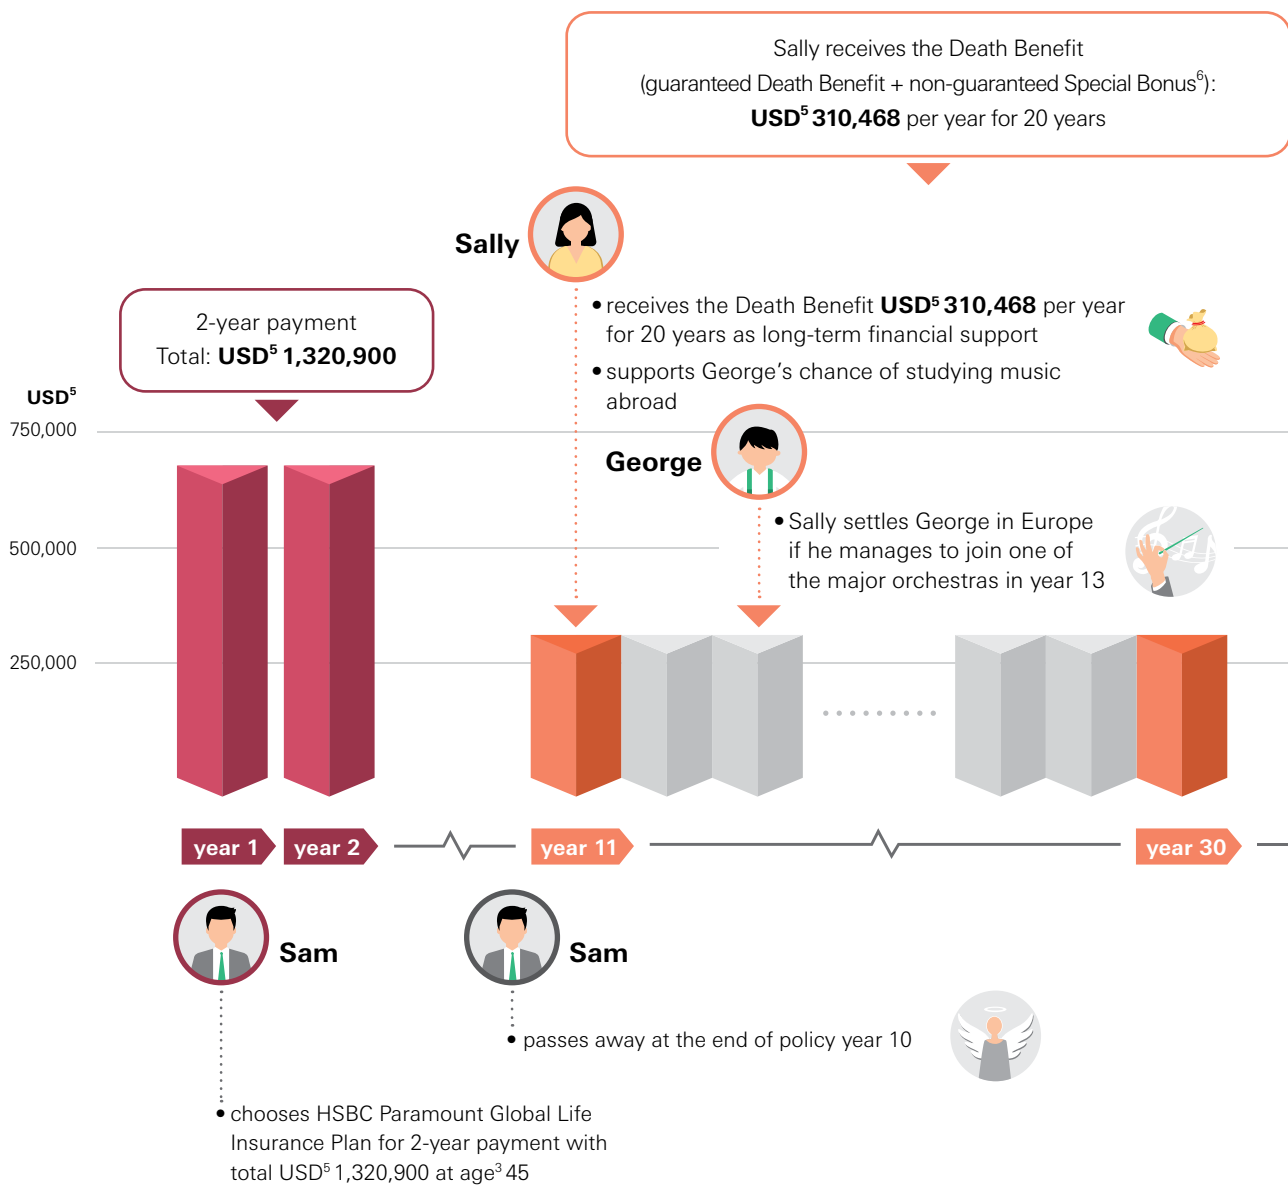 Sally receives the Death Benefit
(guaranteed Death Benefit + non-guaranteed Special Bonus⁶):
USD⁵ 310,468 per year for 20 years
Sally
• receives the Death Benefit USD⁵ 310,468 per year
for 20 years as long-term financial support
• supports George’s chance of studying music
abroad
2-year payment
Total: USD⁵ 1,320,900
USD⁵
750,000
500,000
250,000
George
• Sally settles George in Europe
if he manages to join one of
the major orchestras in year 13
year 1
year 2
year 11
year 30
Sam
Sam
• passes away at the end of policy year 10
• chooses HSBC Paramount Global Life
Insurance Plan for 2-year payment with
total USD⁵ 1,320,900 at age³ 45